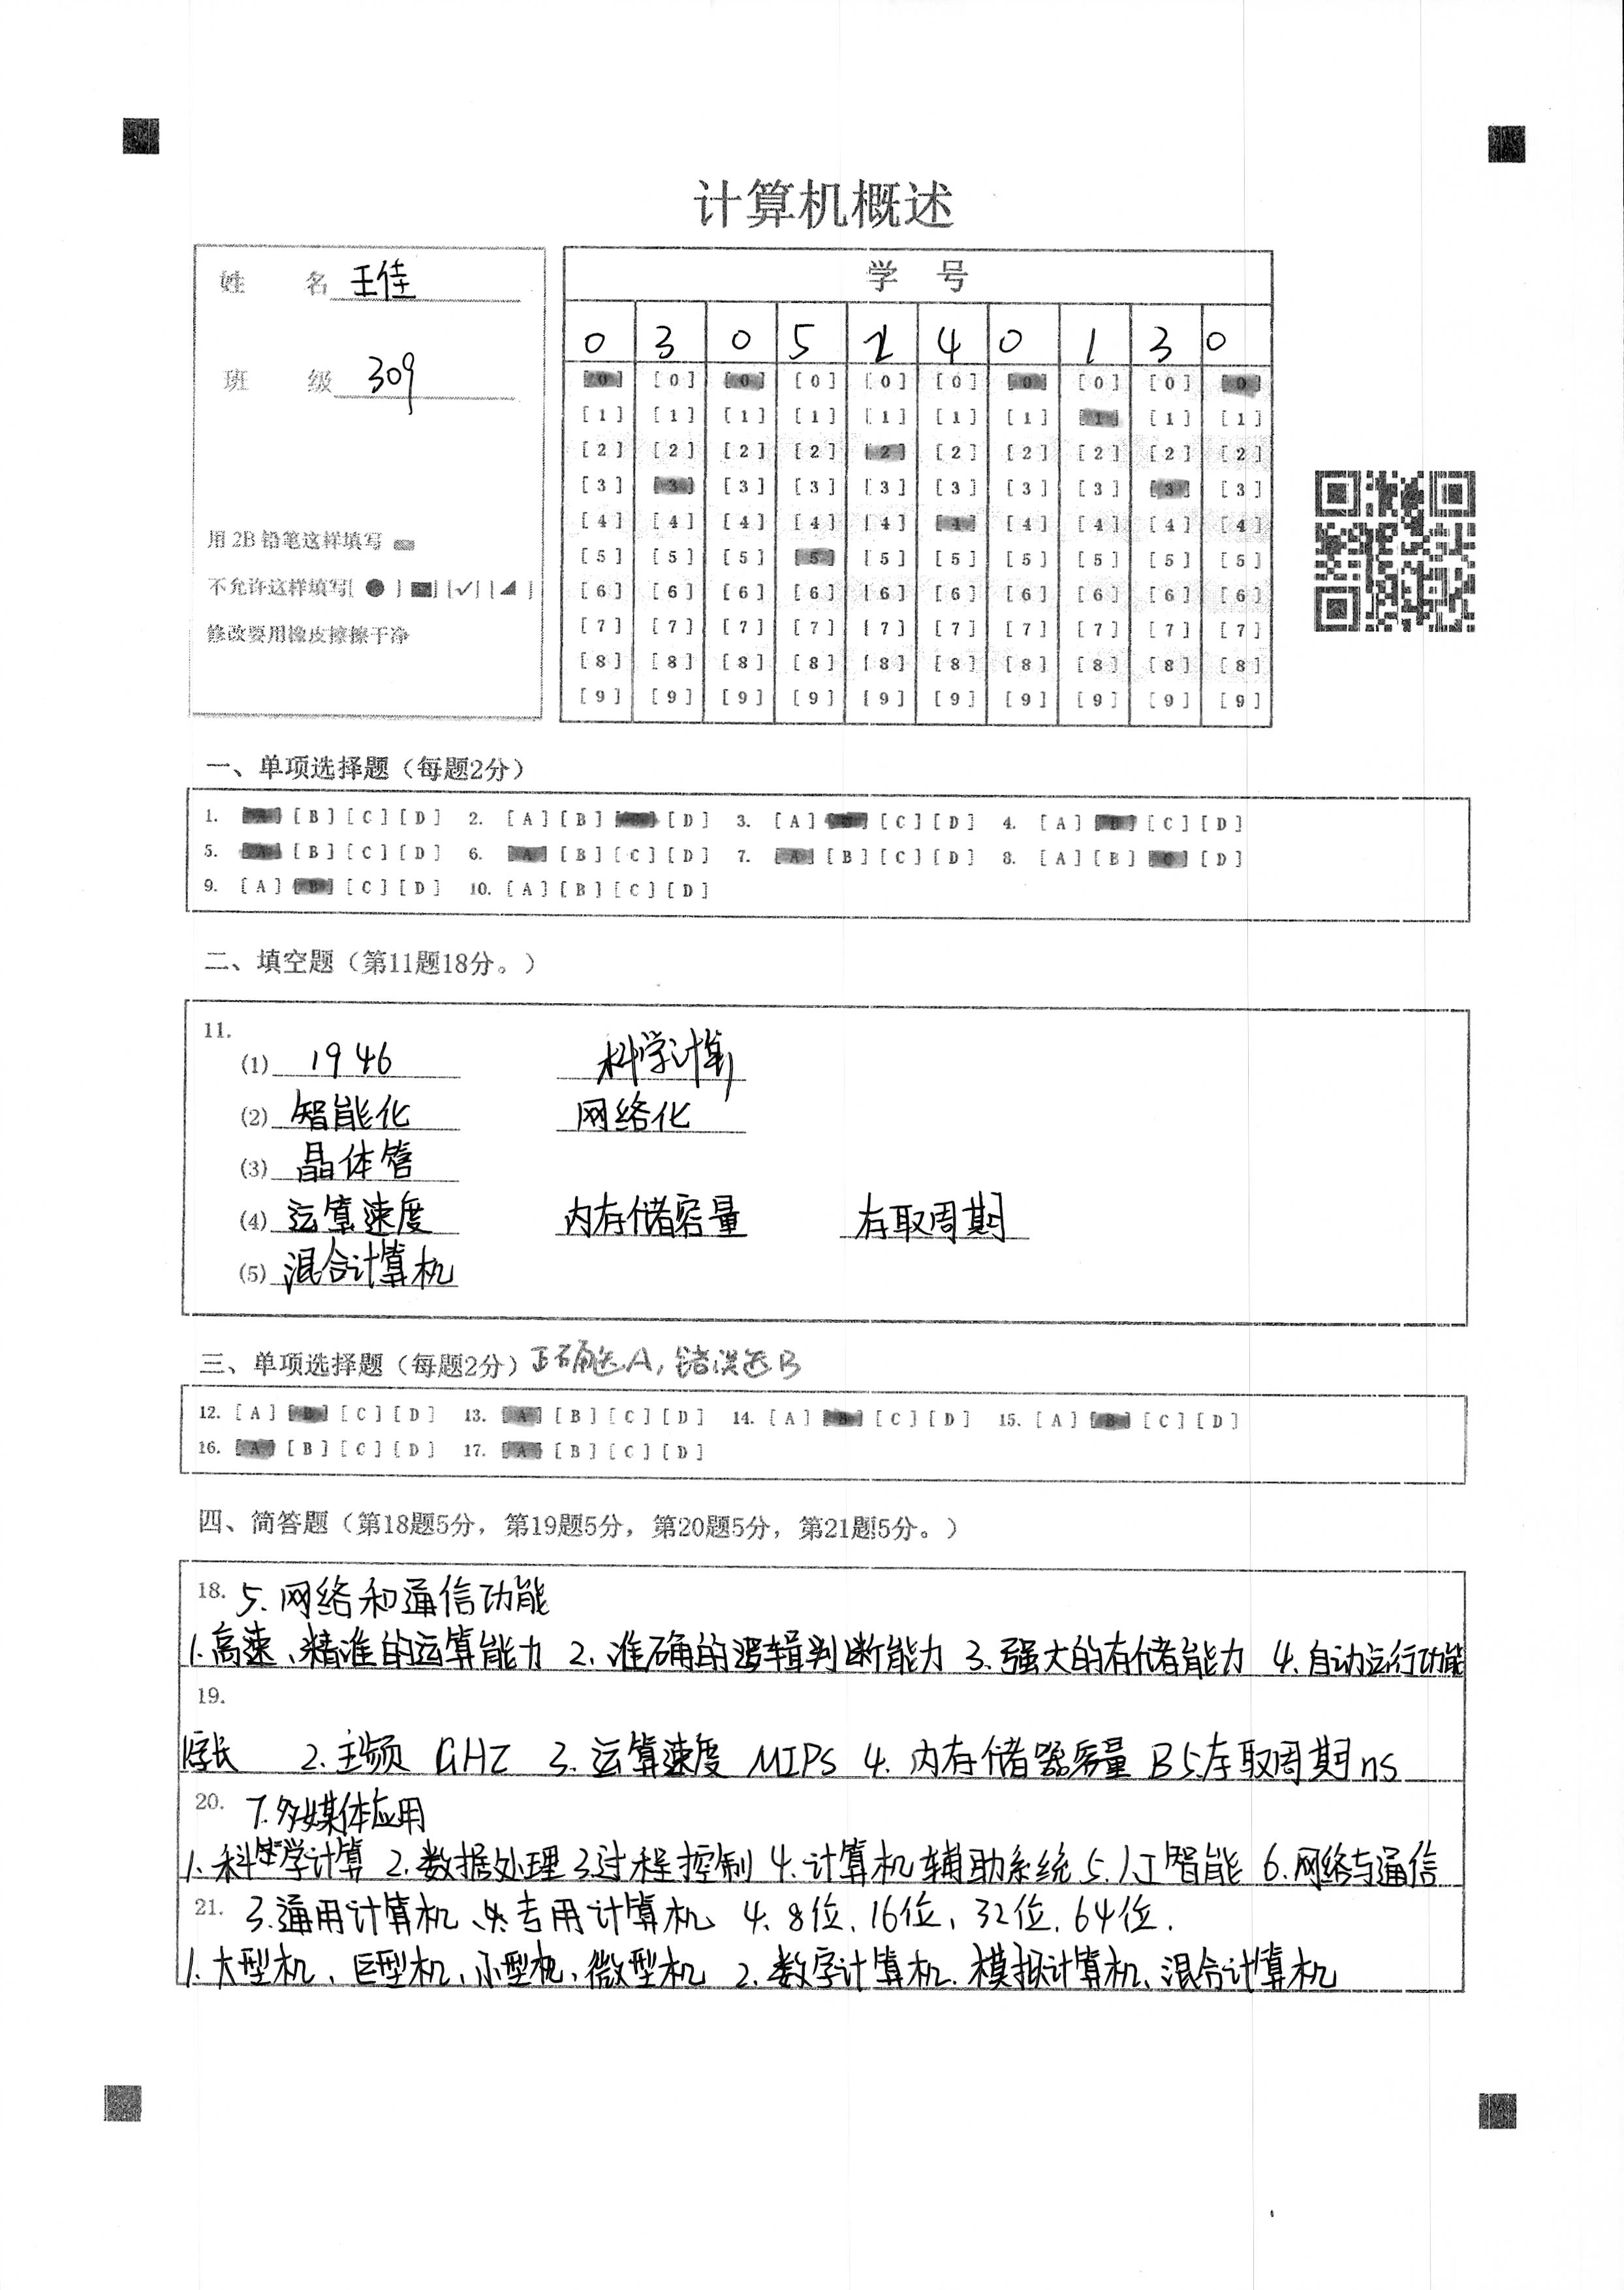 计算机概述
姓 名 王佳
班 级 309
用 2B 铅笔这样填写
不允许这样填写[ ● ] [■] [✓] [◢]
修改要用橡皮擦擦干净
学 号
0 3 0 5 2 4 0 1 3 0
[0] [0] [0] [0] [0] [0] [0] [0] [0] [0]
[1] [1] [1] [1] [1] [1] [1] [1] [1] [1]
[2] [2] [2] [2] [2] [2] [2] [2] [2] [2]
[3] [3] [3] [3] [3] [3] [3] [3] [3] [3]
[4] [4] [4] [4] [4] [4] [4] [4] [4] [4]
[5] [5] [5] [5] [5] [5] [5] [5] [5] [5]
[6] [6] [6] [6] [6] [6] [6] [6] [6] [6]
[7] [7] [7] [7] [7] [7] [7] [7] [7] [7]
[8] [8] [8] [8] [8] [8] [8] [8] [8] [8]
[9] [9] [9] [9] [9] [9] [9] [9] [9] [9]
一、单项选择题（每题2分）
1. [A] [B] [C] [D] 2. [A] [B] [C] [D] 3. [A] [B] [C] [D] 4. [A] [B] [C] [D]
5. [A] [B] [C] [D] 6. [A] [B] [C] [D] 7. [A] [B] [C] [D] 8. [A] [B] [C] [D]
9. [A] [B] [C] [D] 10. [A] [B] [C] [D]
二、填空题（第11题18分。）
11.
(1) 1946 科学计算
(2) 智能化 网络化
(3) 晶体管
(4) 运算速度 内存储容量 存取周期
(5) 混合计算机
三、单项选择题（每题2分）正确选A，错误选B
12. [A] [B] [C] [D] 13. [A] [B] [C] [D] 14. [A] [B] [C] [D] 15. [A] [B] [C] [D]
16. [A] [B] [C] [D] 17. [A] [B] [C] [D]
四、简答题（第18题5分，第19题5分，第20题5分，第21题5分。）
18. 5. 网络和通信功能
1. 高速、精准的运算能力 2. 准确的逻辑判断能力 3. 强大的存储能力 4. 自动运行功能
19.
1.字长 2. 主频 GHZ 3. 运算速度 MIPS 4. 内存储器容量 B 5.存取周期 ns
20. 7. 多媒体应用
1. 科学计算 2. 数据处理 3.过程控制 4. 计算机辅助系统 5. 人工智能 6. 网络与通信
21. 3. 通用计算机、专用计算机 4. 8位、16位、32位、64位.
1. 大型机、巨型机、小型机、微型机 2. 数字计算机、模拟计算机、混合计算机